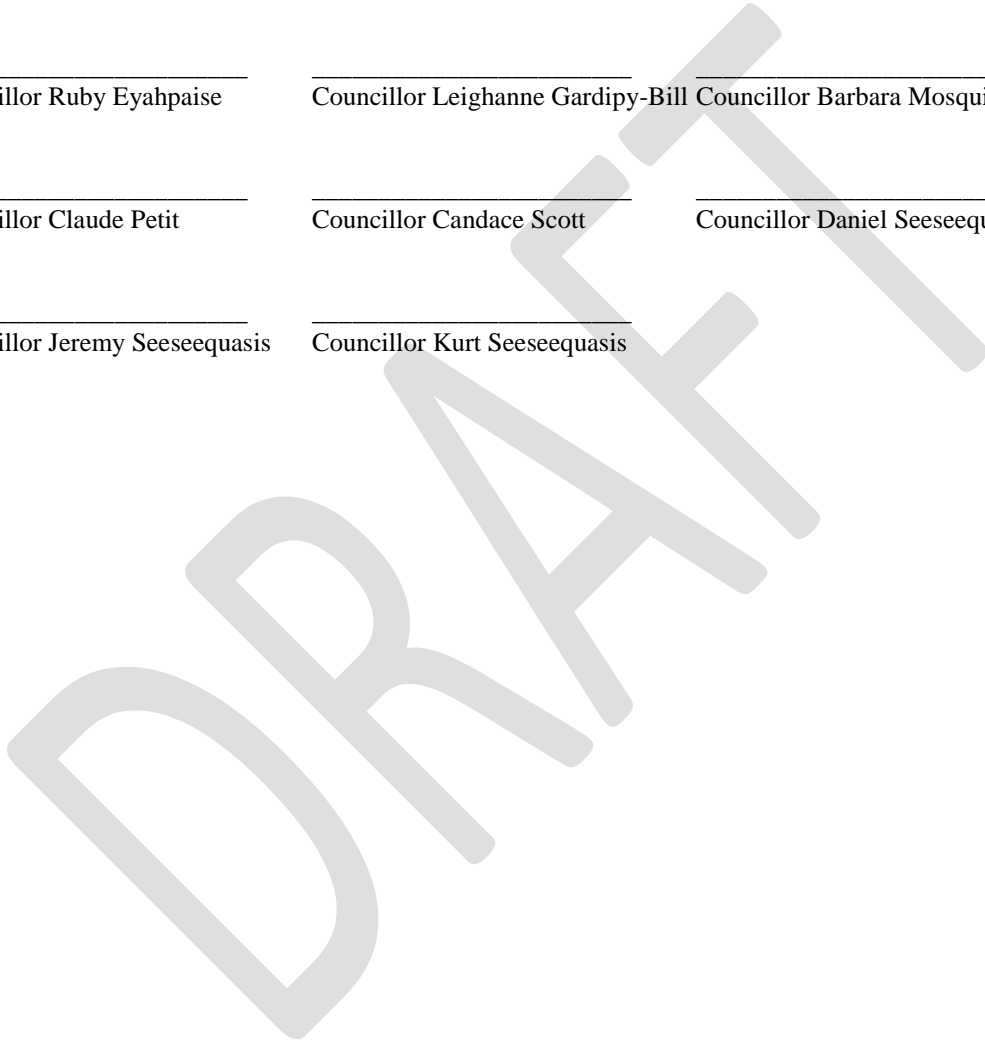 illor Ruby Eyahpaise Councillor Leighanne Gardipy-Bill Councillor Barbara Mosqui
illor Claude Petit Councillor Candace Scott Councillor Daniel Seeseequ
illor Jeremy Seeseequasis Councillor Kurt Seeseequasis
DRAFT